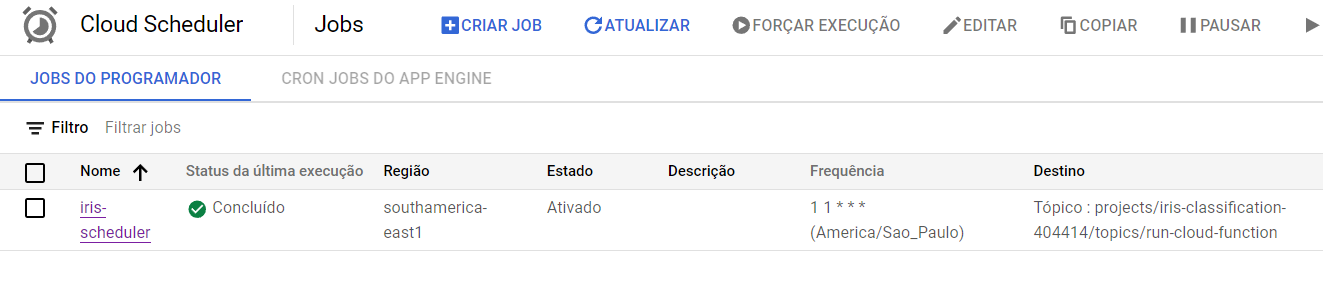 Cloud Scheduler Jobs CRIAR JOB ATUALIZAR FORÇAR EXECUÇÃO EDITAR COPIAR PAUSAR
JOBS DO PROGRAMADOR CRON JOBS DO APP ENGINE
Filtro Filtrar jobs
Nome Status da última execução Região Estado Descrição Frequência Destino
iris- Concluído southamerica- Ativado 1 1 * * * Tópico : projects/iris-classification-
scheduler east1 (America/Sao_Paulo) 404414/topics/run-cloud-function